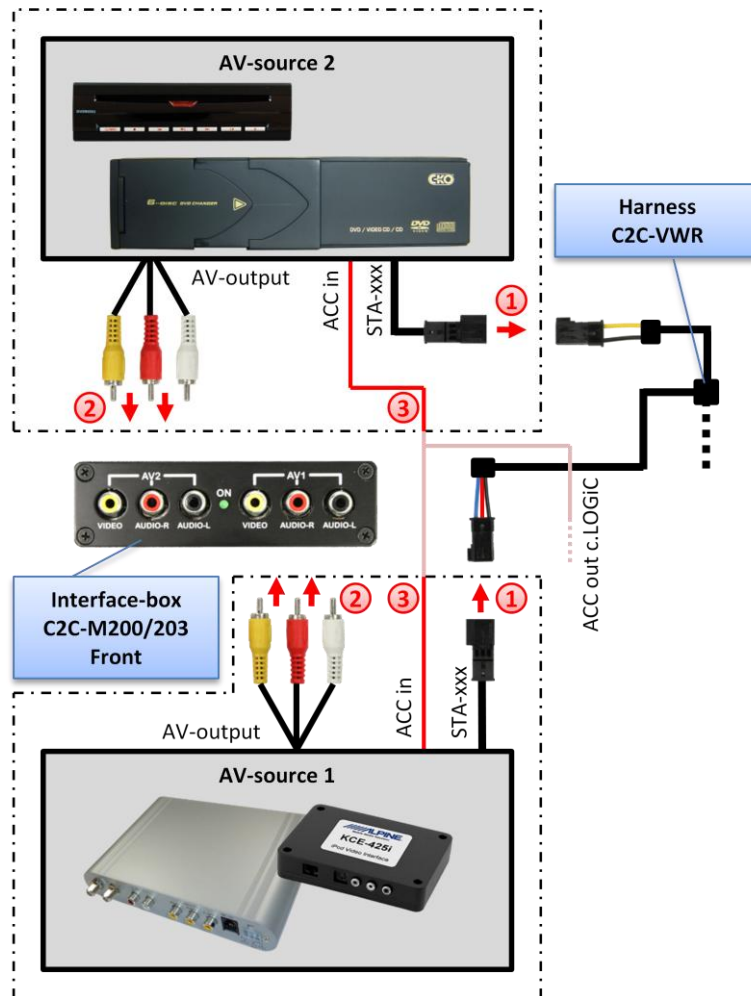 AV-source 2
CKO
6 DISC DVD CHANGER
DVD / VIDEO CD / CD
DVD
VIDEO
AV-output
ACC in
STA-xxx
1
Harness
C2C-VWR
2
3
AV2
ON
AV1
VIDEO
AUDIO-R
AUDIO-L
VIDEO
AUDIO-R
AUDIO-L
Interface-box
C2C-M200/203
Front
2
3
1
ACC out c.LOGiC
AV-output
ACC in
STA-xxx
AV-source 1
ALPINE
KCE-425i
iPod Video Interface